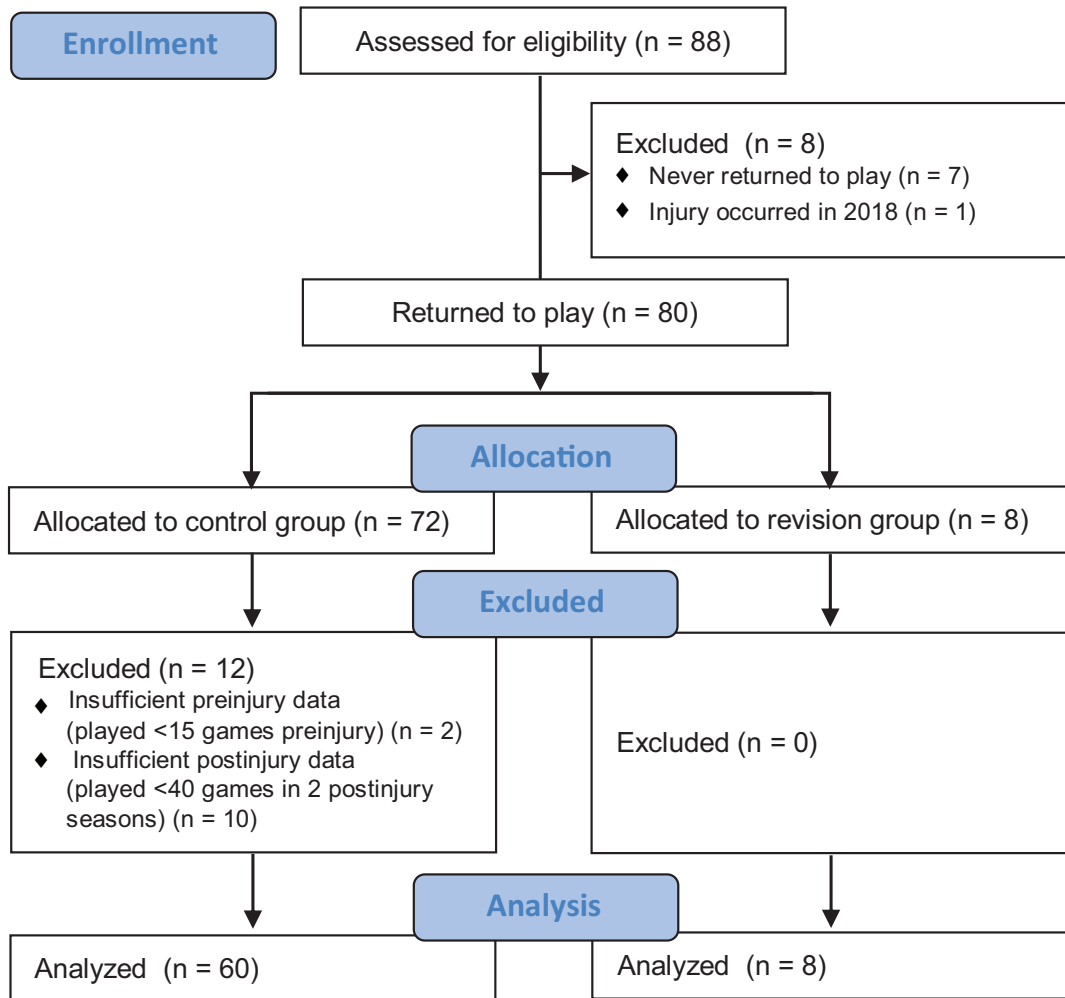 Enrollment
Assessed for eligibility (n = 88)
Excluded (n = 8)
♦ Never returned to play (n = 7)
♦ Injury occurred in 2018 (n = 1)
Returned to play (n = 80)
Allocation
Allocated to control group (n = 72)
Allocated to revision group (n = 8)
Excluded
Excluded (n = 12)
♦ Insufficient preinjury data
(played <15 games preinjury) (n = 2)
♦ Insufficient postinjury data
(played <40 games in 2 postinjury
seasons) (n = 10)
Excluded (n = 0)
Analysis
Analyzed (n = 60)
Analyzed (n = 8)